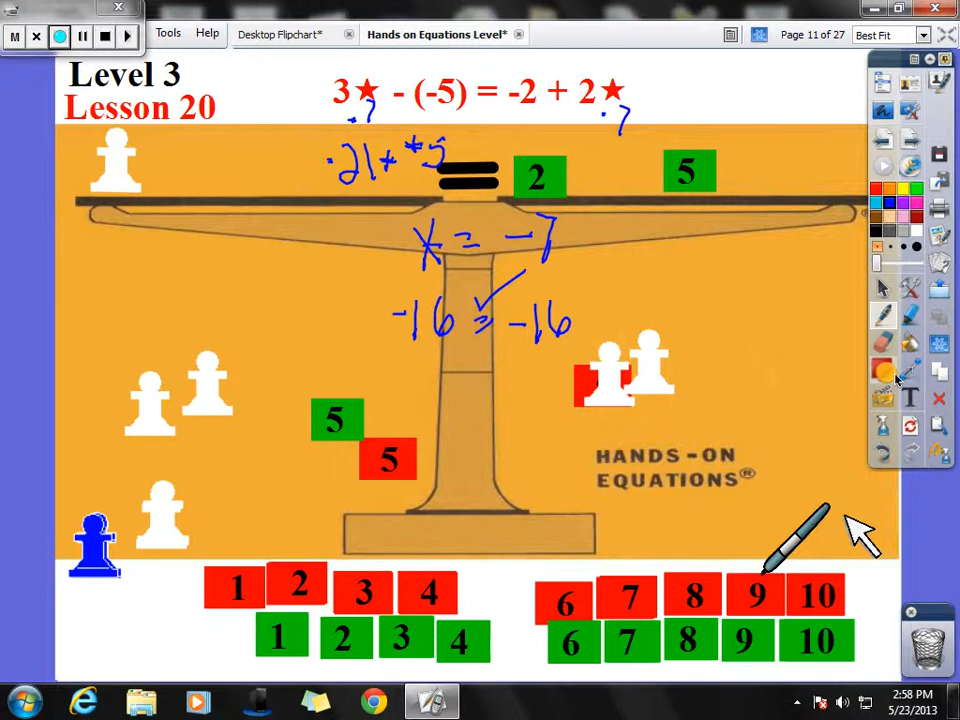 M
Tools Help Desktop Flipchart* Hands on Equations Level* Page 11 of 27 Best Fit
Level 3
Lesson 20
3★ - (-5) = -2 + 2★
·7 ·7
·21+ +5 = 2 5
x = -7
-16 = -16
5
5
HANDS-ON
EQUATIONS®
1 2 3 4 6 7 8 9 10
1 2 3 4 6 7 8 9 10
T
2:58 PM
5/23/2013